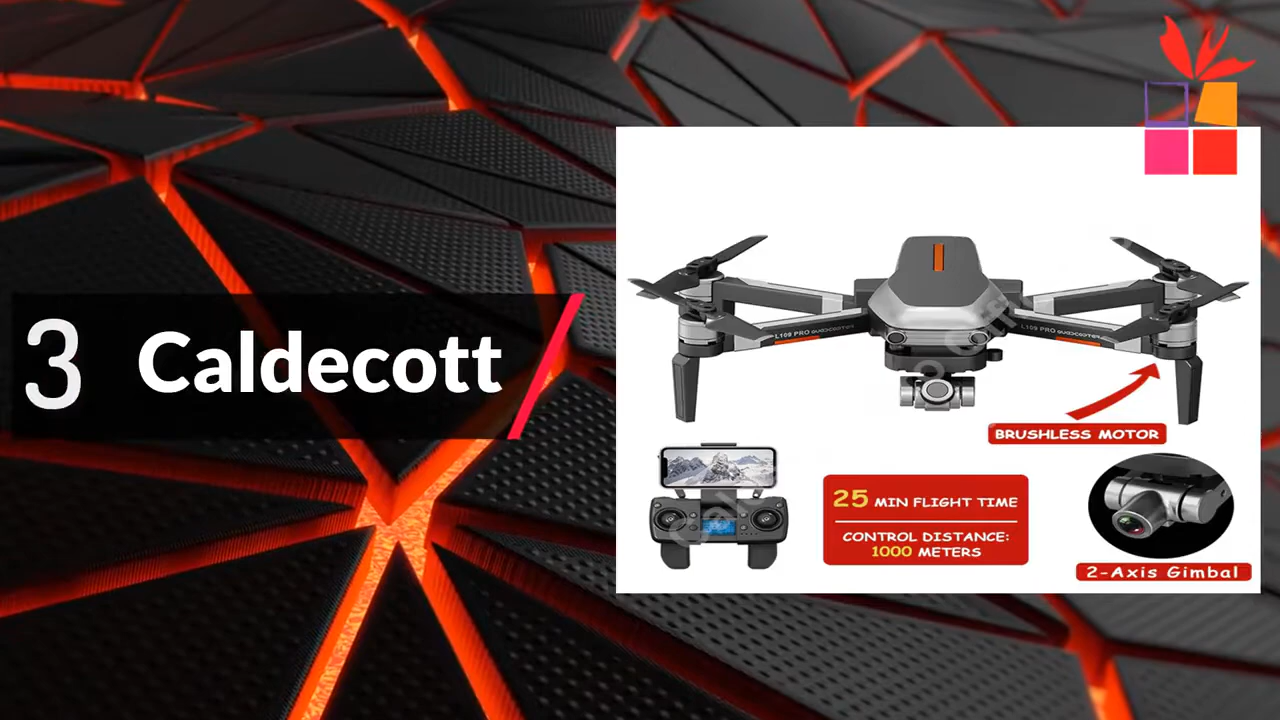 3 Caldecott
L109 PRO QUADCOPTER
L109 PRO QUADCOPTER
BRUSHLESS MOTOR
25 MIN FLIGHT TIME
CONTROL DISTANCE:
1000 METERS
2-Axis Gimbal